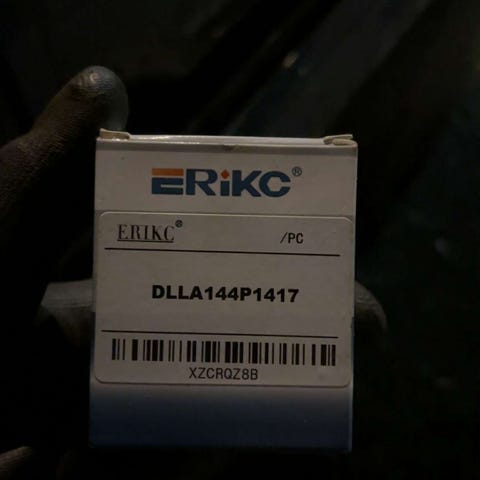 ERiKC®
ERIKC®
/PC
DLLA144P1417
XZCRQZ8B